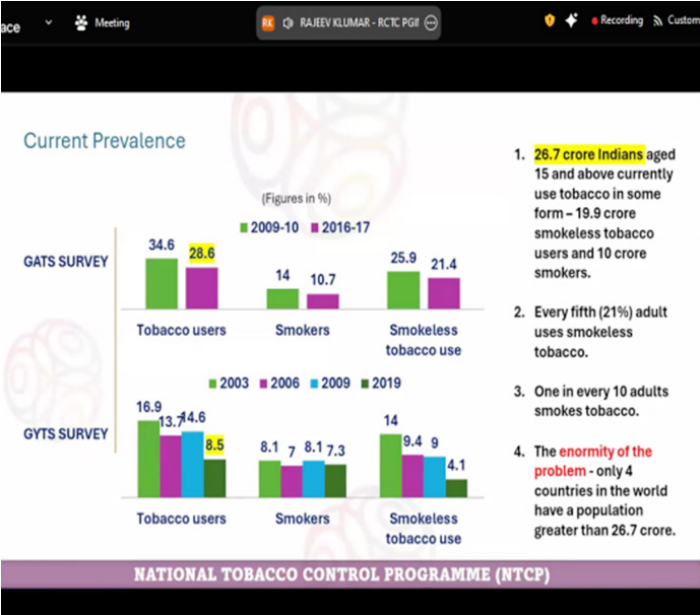 ace
Meeting
RK RAJEEV KLUMAR - RCTC PGI
Recording
Custom
Current Prevalence
(Figures in %)
2009-10 2016-17
GATS SURVEY
34.6 28.6 14 10.7 25.9 21.4
Tobacco users Smokers Smokeless
tobacco use
2003 2006 2009 2019
GYTS SURVEY
16.9 13.7 14.6 8.5 8.1 7 8.1 7.3 14 9.4 9 4.1
Tobacco users Smokers Smokeless
tobacco use
1. 26.7 crore Indians aged
15 and above currently
use tobacco in some
form – 19.9 crore
smokeless tobacco
users and 10 crore
smokers.
2. Every fifth (21%) adult
uses smokeless
tobacco.
3. One in every 10 adults
smokes tobacco.
4. The enormity of the
problem - only 4
countries in the world
have a population
greater than 26.7 crore.
NATIONAL TOBACCO CONTROL PROGRAMME (NTCP)